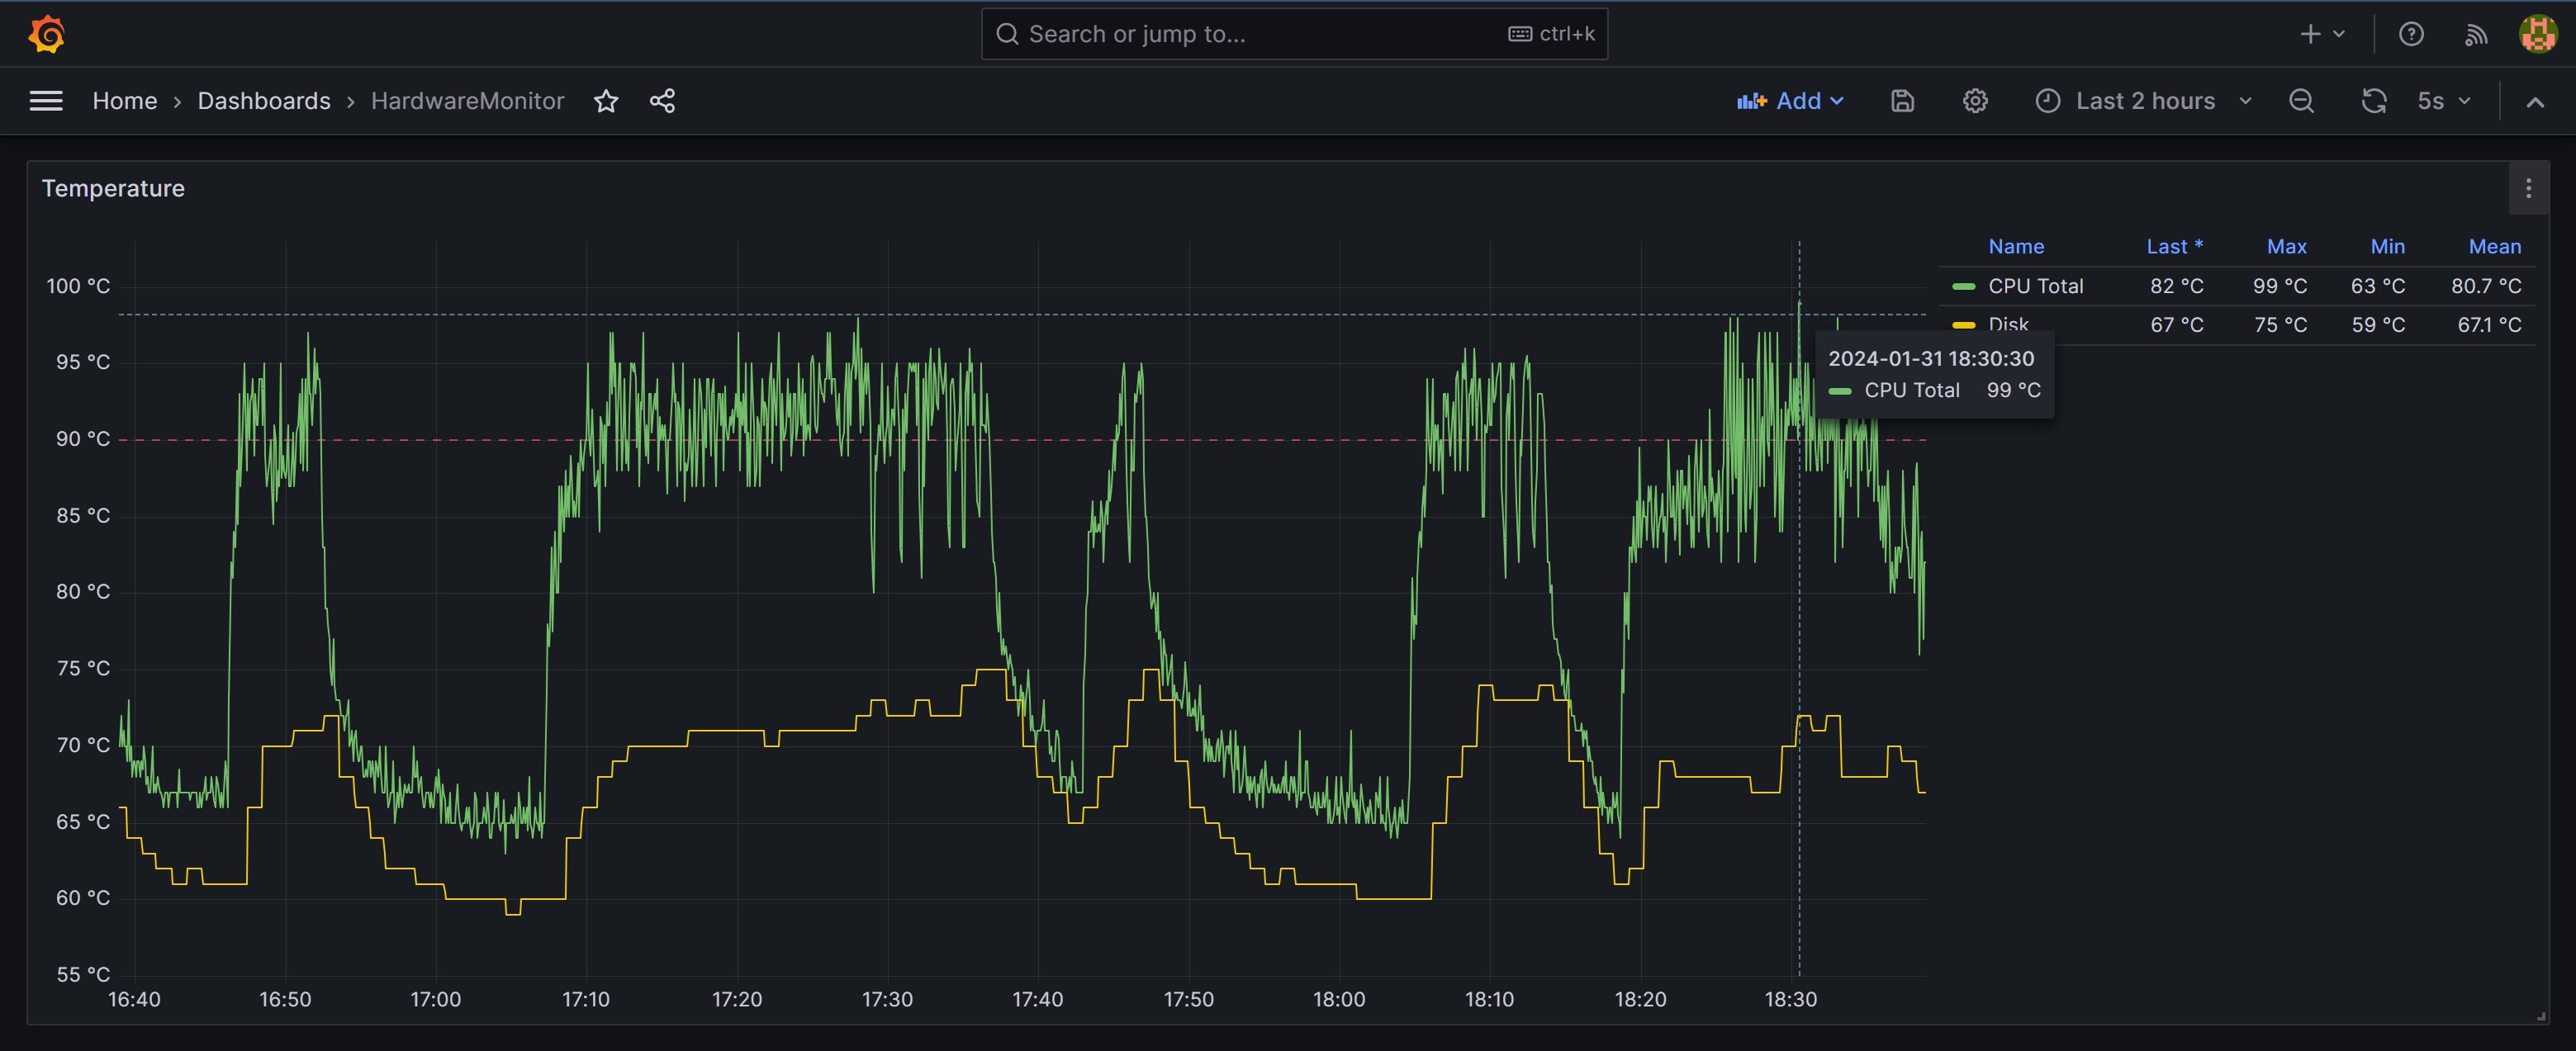 Search or jump to... ctrl+k
Home › Dashboards › HardwareMonitor Add Last 2 hours 5s
Temperature
Name Last * Max Min Mean
CPU Total 82 °C 99 °C 63 °C 80.7 °C
Disk 67 °C 75 °C 59 °C 67.1 °C
2024-01-31 18:30:30
CPU Total 99 °C
100 °C
95 °C
90 °C
85 °C
80 °C
75 °C
70 °C
65 °C
60 °C
55 °C
16:40 16:50 17:00 17:10 17:20 17:30 17:40 17:50 18:00 18:10 18:20 18:30